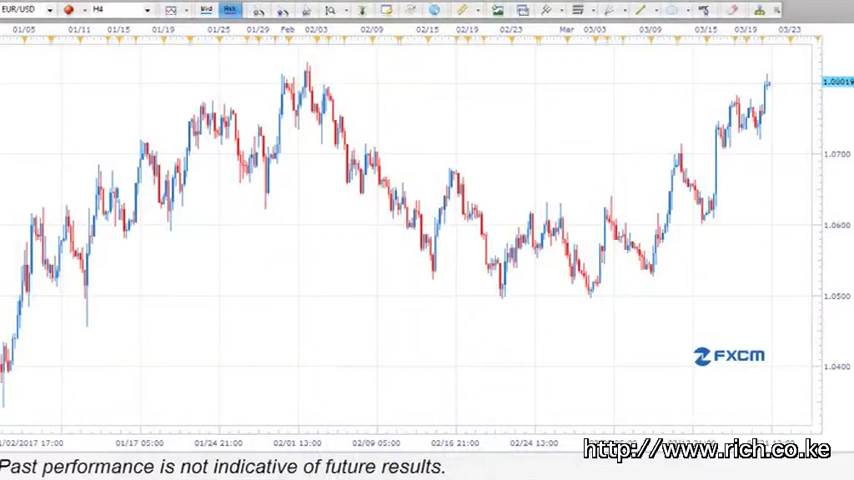 EUR/USD H4 Bid Ask
01/05 01/11 01/15 01/19 01/25 01/29 Feb 02/03 02/09 02/15 02/19 02/25 Mar 03/03 03/09 03/15 03/19 03/23
1.0700
1.0600
1.0500
FXCM
1.0400
01/02/2017 17:00 01/17 05:00 01/24 21:00 02/01 13:00 02/09 05:00 02/16 21:00 02/24 13:00
http://www.rich.co.ke
Past performance is not indicative of future results.